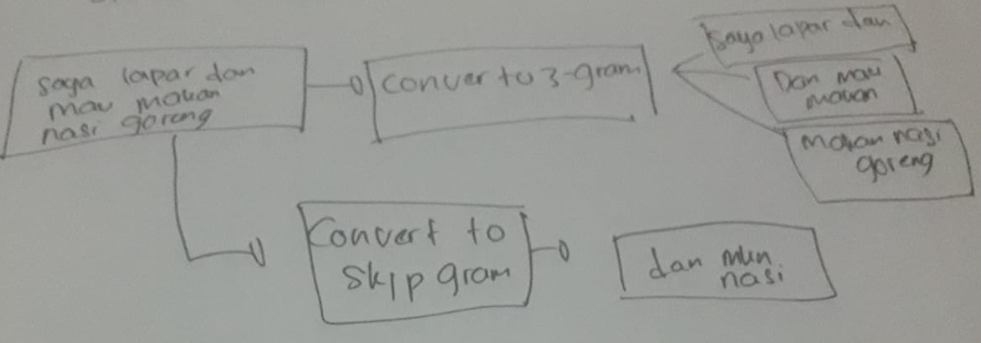 saya lapar dan
mau makan
nasi goreng
Conver to 3-gram
saya lapar dan
Dan mau
makan
makan nasi
goreng
Convert to
skip gram
dan
nasi